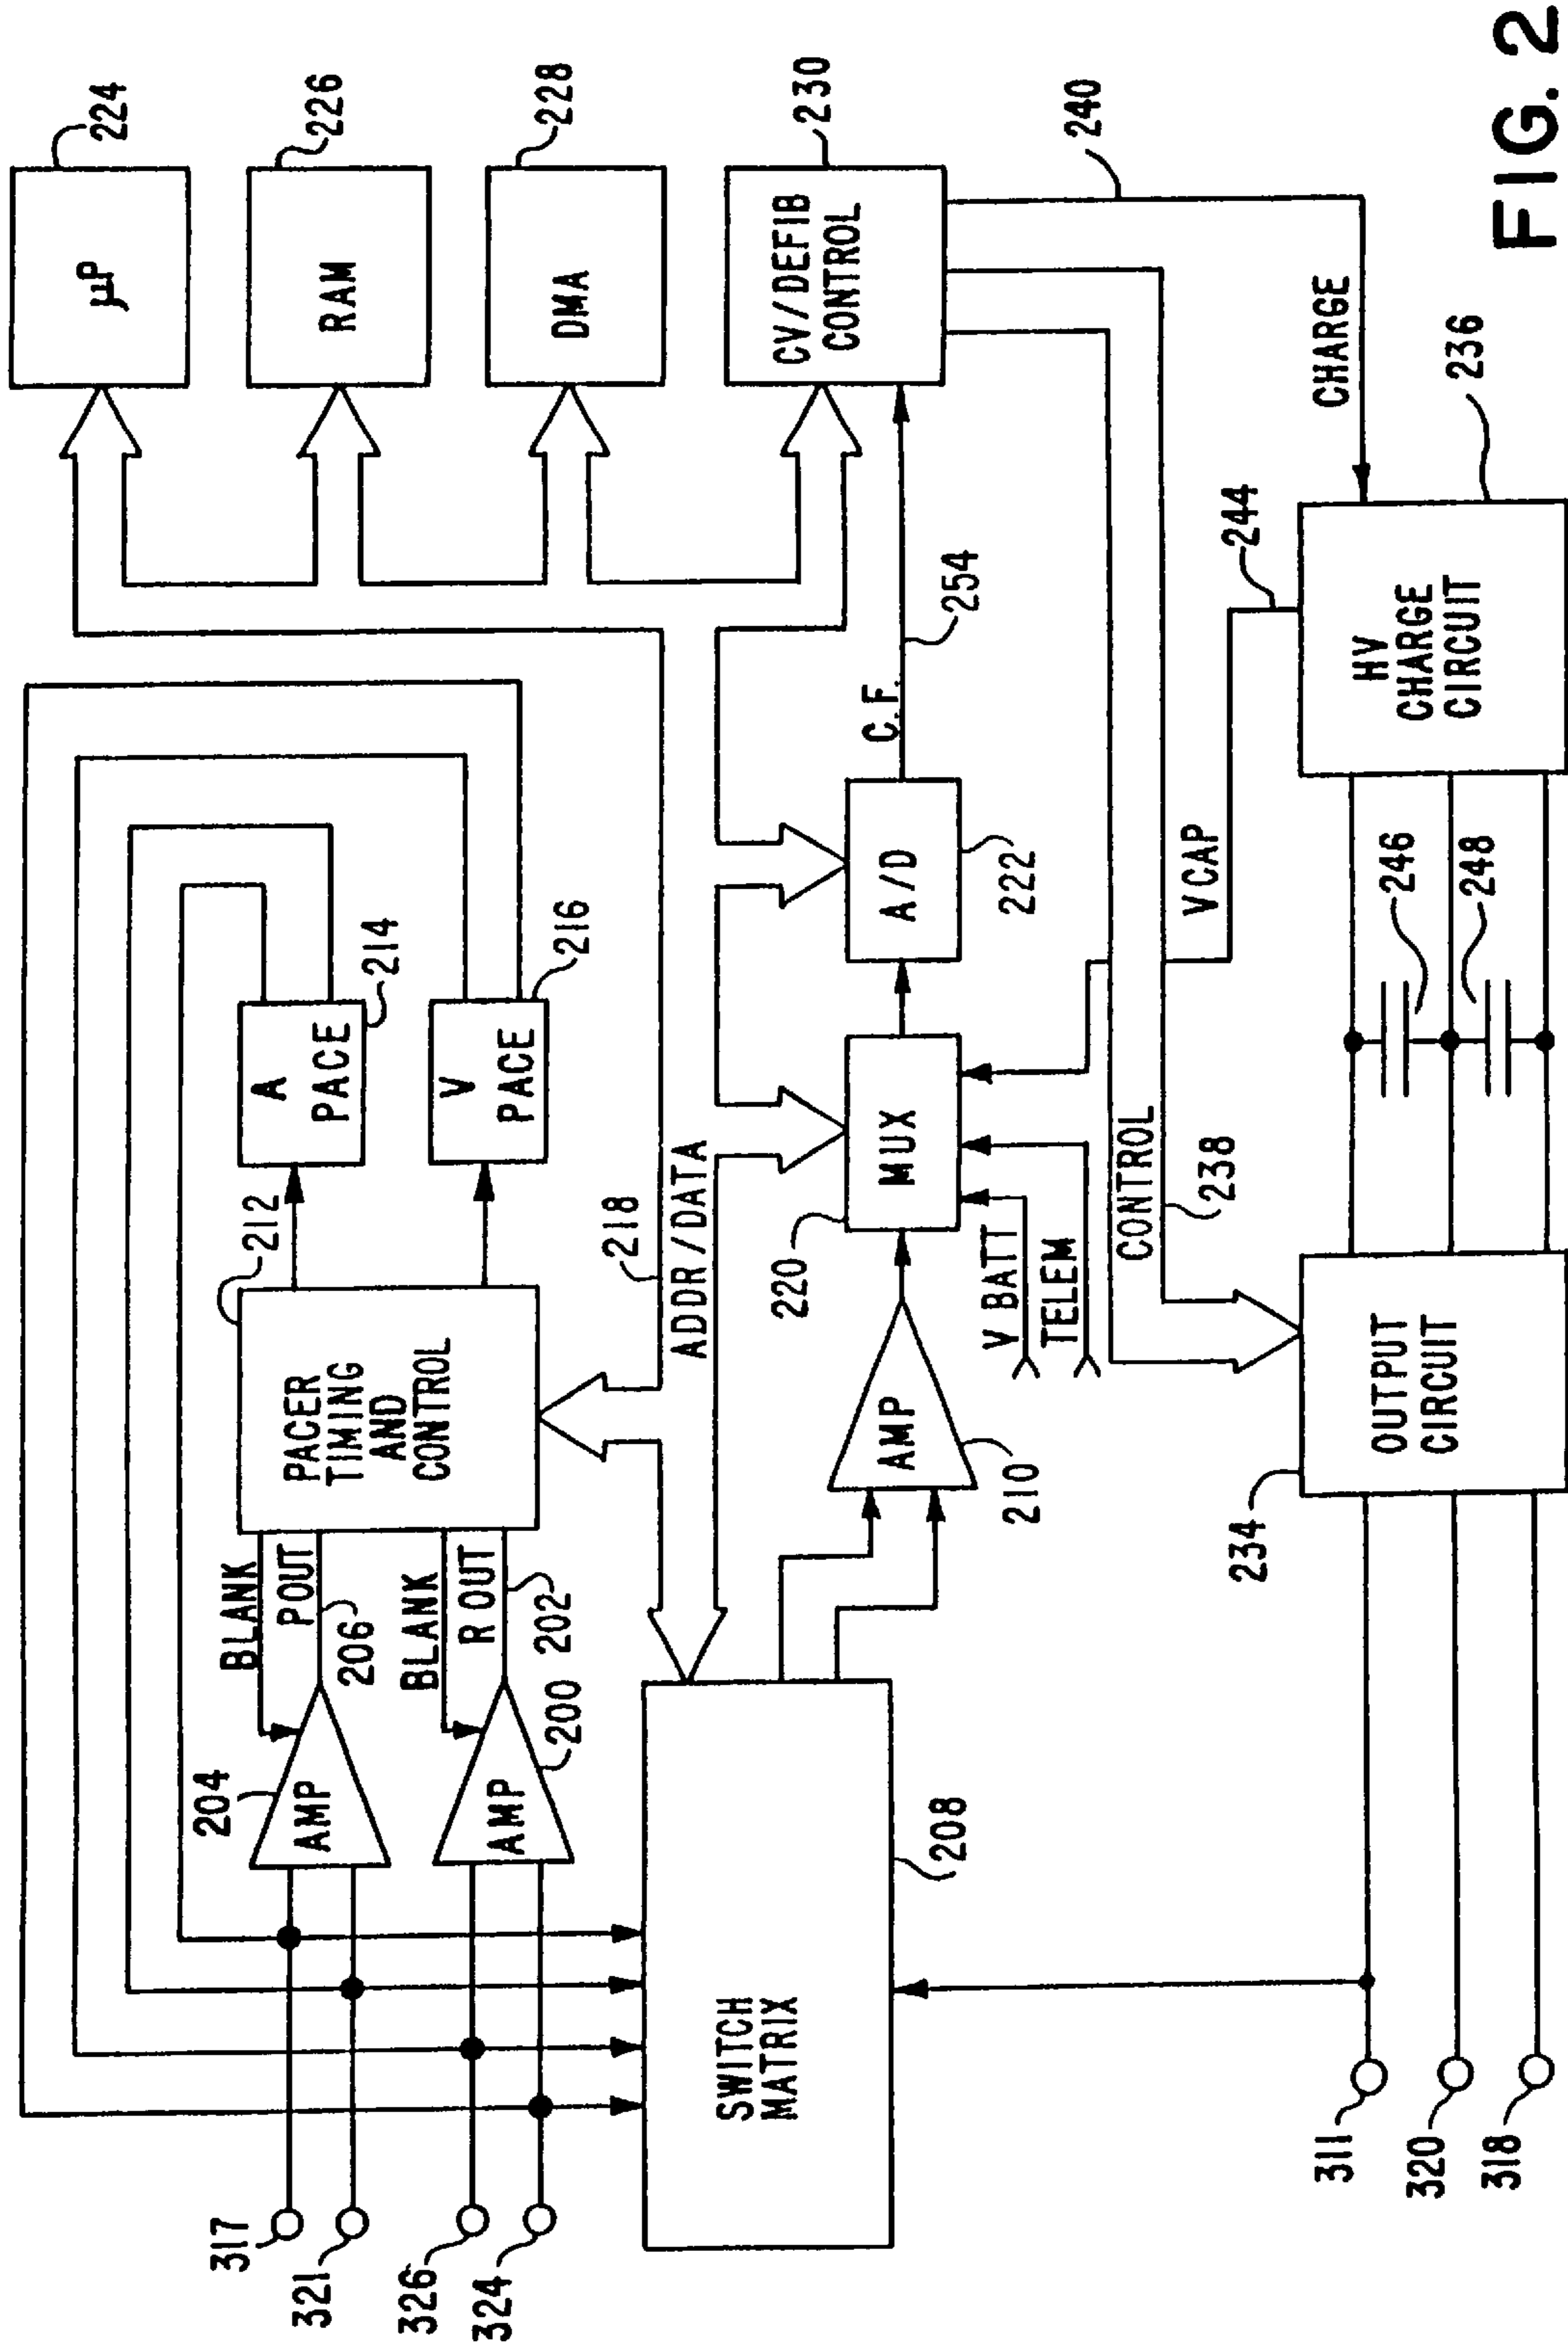 317
321
326
324
204
AMP
BLANK
POUT
206
BLANK
R OUT
202
AMP
200
212
PACER
TIMING
AND
CONTROL
A
PACE
214
V
PACE
216
218
ADDR/DATA
µP
224
RAM
226
DMA
228
CV/DEFIB
CONTROL
230
240
SWITCH
MATRIX
208
AMP
210
220
MUX
A/D
222
C.F.
254
V BATT
TELEM
CONTROL
238
VCAP
244
CHARGE
236
HV
CHARGE
CIRCUIT
246
248
234
OUTPUT
CIRCUIT
311
320
318
FIG. 2